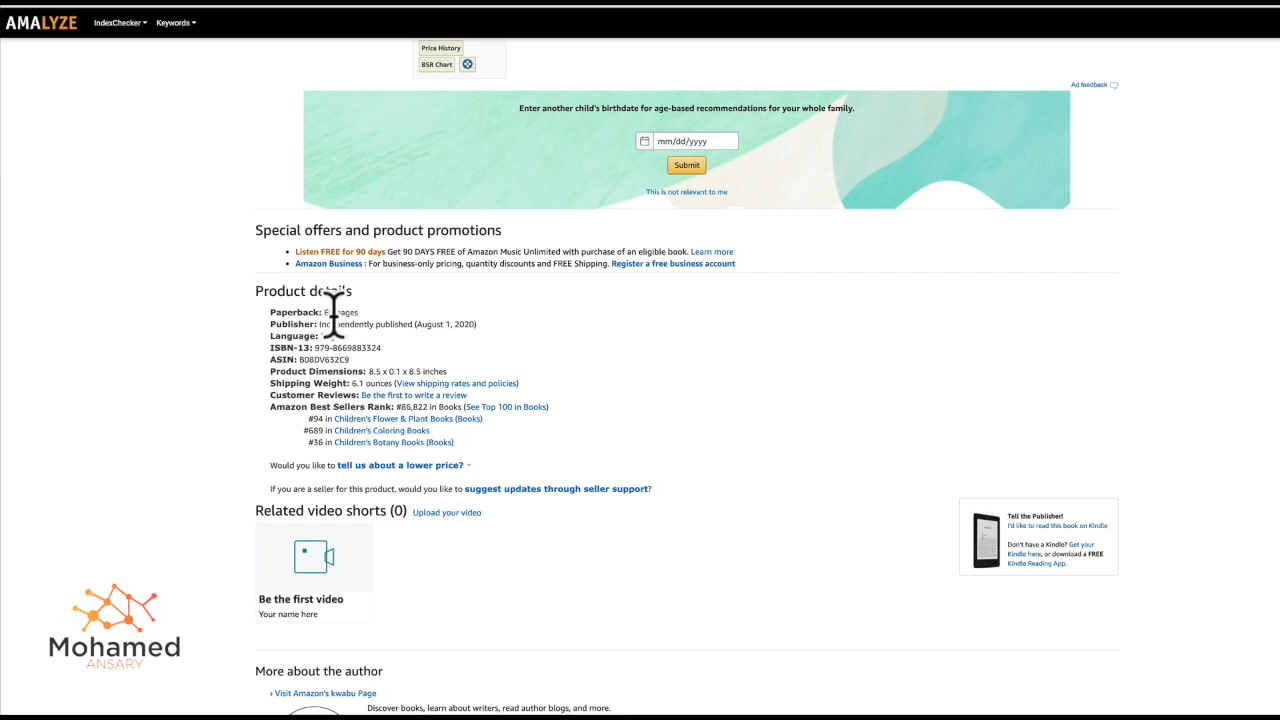 AMALYZE IndexChecker Keywords
Price History
BSR Chart
Ad feedback
Enter another child's birthdate for age-based recommendations for your whole family.
mm/dd/yyyy
Submit
This is not relevant to me
Special offers and product promotions
• Listen FREE for 90 days Get 90 DAYS FREE of Amazon Music Unlimited with purchase of an eligible book. Learn more
• Amazon Business : For business-only pricing, quantity discounts and FREE Shipping. Register a free business account
Product details
Paperback: pages
Publisher: Independently published (August 1, 2020)
Language:
ISBN-13: 979-8669883324
ASIN: B08DV632C9
Product Dimensions: 8.5 x 0.1 x 8.5 inches
Shipping Weight: 6.1 ounces (View shipping rates and policies)
Customer Reviews: Be the first to write a review
Amazon Best Sellers Rank: #86,822 in Books (See Top 100 in Books)
#94 in Children's Flower & Plant Books (Books)
#689 in Children's Coloring Books
#36 in Children's Botany Books (Books)
Would you like to tell us about a lower price?
If you are a seller for this product, would you like to suggest updates through seller support?
Related video shorts (0) Upload your video
Be the first video
Your name here
Tell the Publisher!
I'd like to read this book on Kindle
Don't have a Kindle? Get your
Kindle here, or download a FREE
Kindle Reading App.
Mohamed
ANSARY
More about the author
› Visit Amazon's kwabu Page
Discover books, learn about writers, read author blogs, and more.